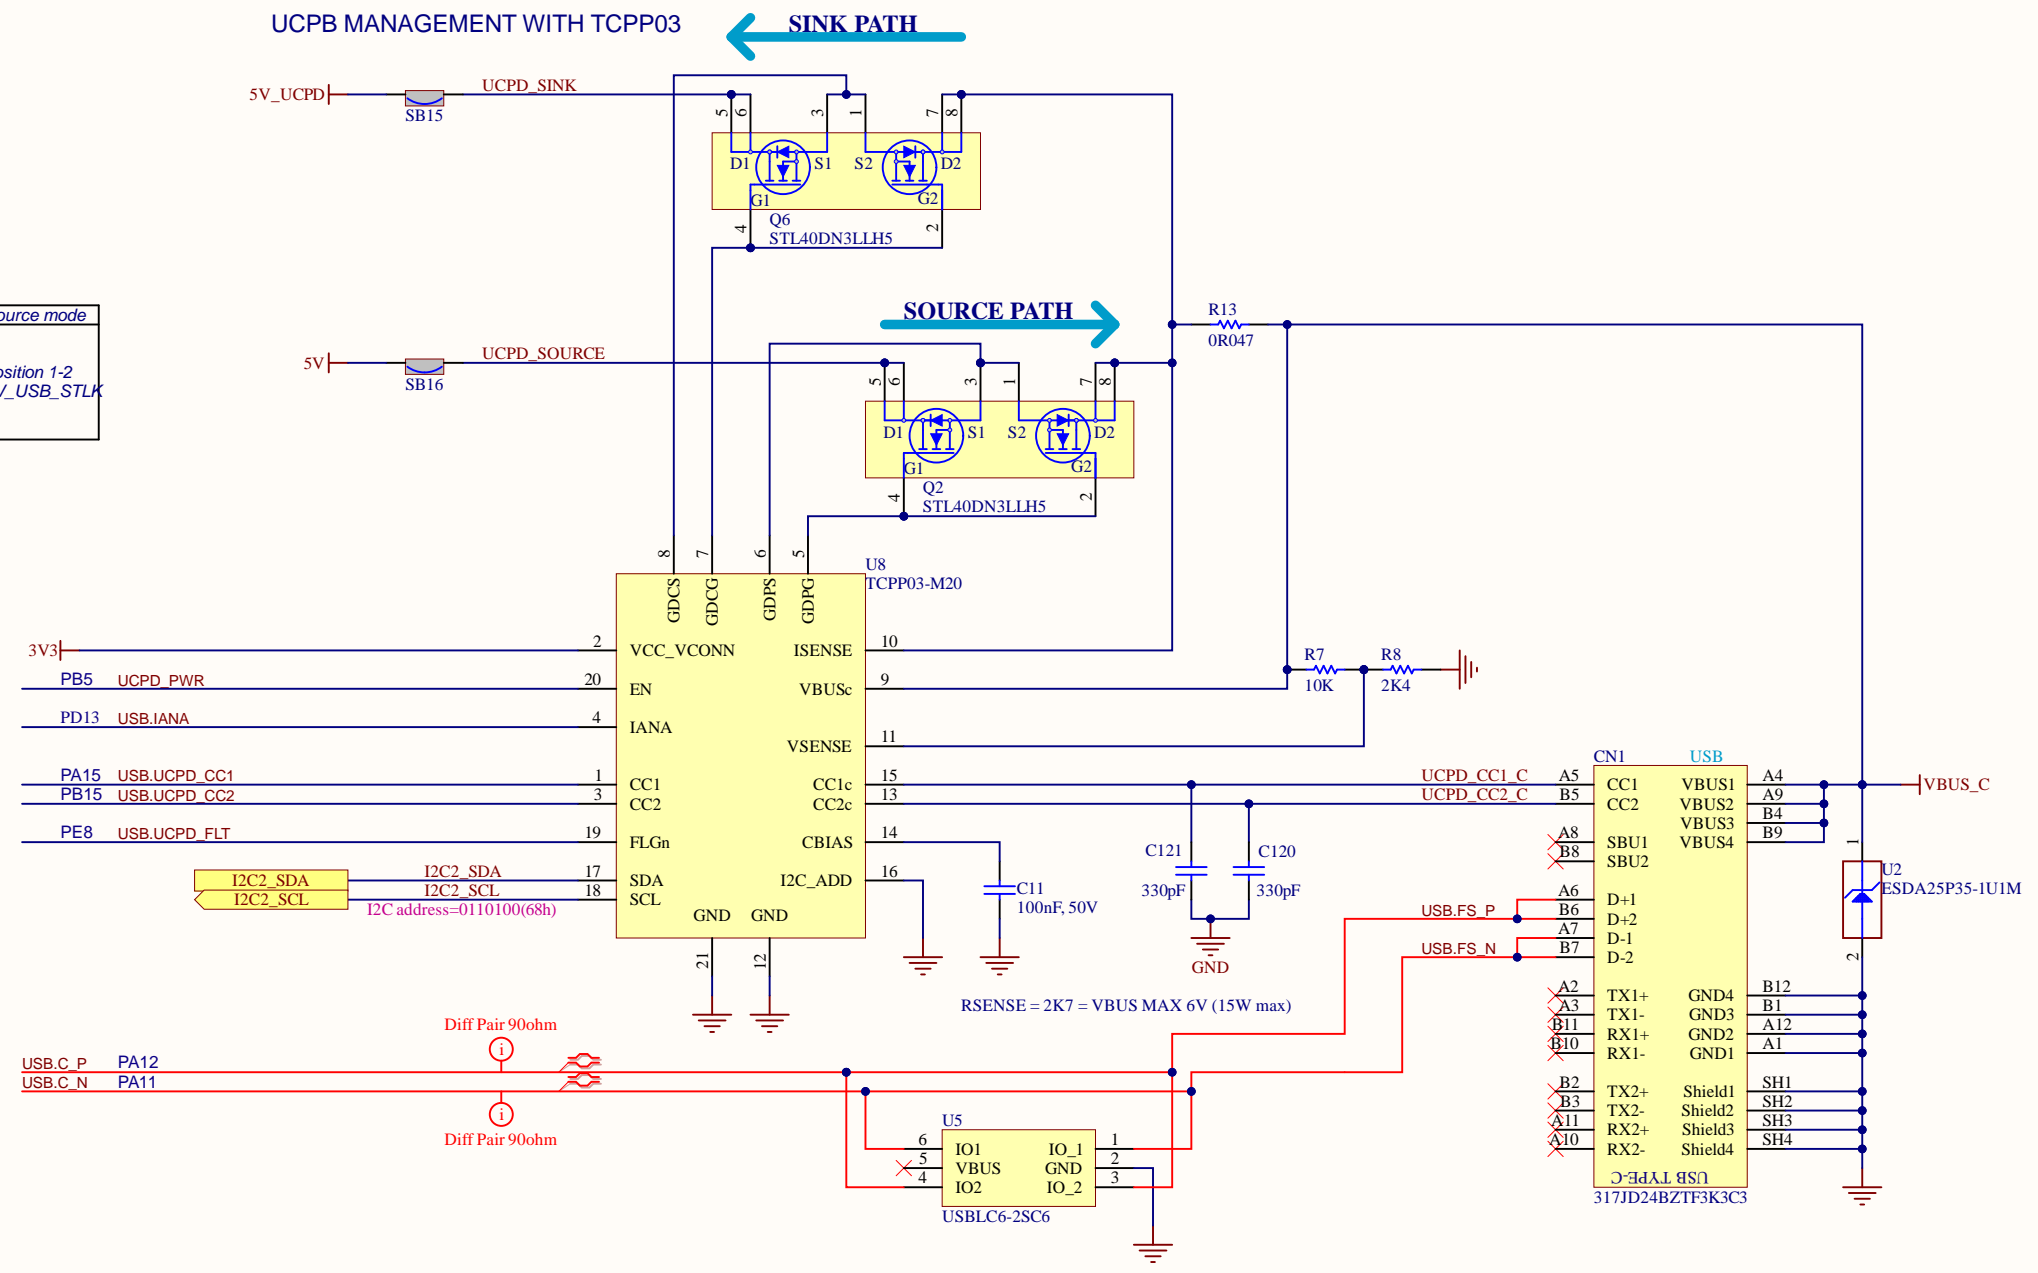 UCPB MANAGEMENT WITH TCPP03
SINK PATH
5V_UCPD
SB15
UCPD_SINK
5
6
3
1
7
8
D1
S1
S2
D2
G1
G2
4
2
Q6
STL40DN3LLH5
ource mode
osition 1-2
V_USB_STLK
SOURCE PATH
5V
SB16
UCPD_SOURCE
5
6
3
1
7
8
D1
S1
S2
D2
G1
G2
4
2
Q2
STL40DN3LLH5
R13
0R047
8
7
6
5
U8
TCPP03-M20
GDCS
GDCG
GDPS
GDPG
3V3
2
VCC_VCONN
ISENSE
10
PB5
UCPD_PWR
20
EN
VBUSc
9
PD13
USB.IANA
4
IANA
VSENSE
11
PA15
USB.UCPD_CC1
1
CC1
CC1c
15
PB15
USB.UCPD_CC2
3
CC2
CC2c
13
PE8
USB.UCPD_FLT
19
FLGn
CBIAS
14
I2C2_SDA
I2C2_SDA
17
SDA
I2C_ADD
16
I2C2_SCL
I2C2_SCL
18
SCL
I2C address=0110100(68h)
GND
GND
21
12
R7
10K
R8
2K4
C11
100nF, 50V
C121
330pF
C120
330pF
GND
RSENSE = 2K7 = VBUS MAX 6V (15W max)
UCPD_CC1_C
UCPD_CC2_C
USB.FS_P
USB.FS_N
CN1
USB
A5
CC1
VBUS1
A4
B5
CC2
VBUS2
A9
VBUS3
B4
A8
SBU1
VBUS4
B9
B8
SBU2
A6
D+1
B6
D+2
A7
D-1
B7
D-2
A2
TX1+
GND4
B12
A3
TX1-
GND3
B1
B11
RX1+
GND2
A12
B10
RX1-
GND1
A1
B2
TX2+
Shield1
SH1
B3
TX2-
Shield2
SH2
A11
RX2+
Shield3
SH3
A10
RX2-
Shield4
SH4
USB TYPE-C
317JD24BZTF3K3C3
VBUS_C
1
U2
ESDA25P35-1U1M
2
Diff Pair 90ohm
i
USB.C_P
PA12
USB.C_N
PA11
i
Diff Pair 90ohm
U5
6
IO1
IO_1
1
5
VBUS
GND
2
4
IO2
IO_2
3
USBLC6-2SC6